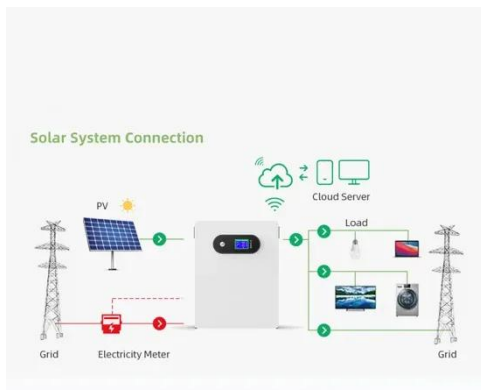 Solar System Connection
Cloud Server
PV
Load
Grid
Electricity Meter
Grid